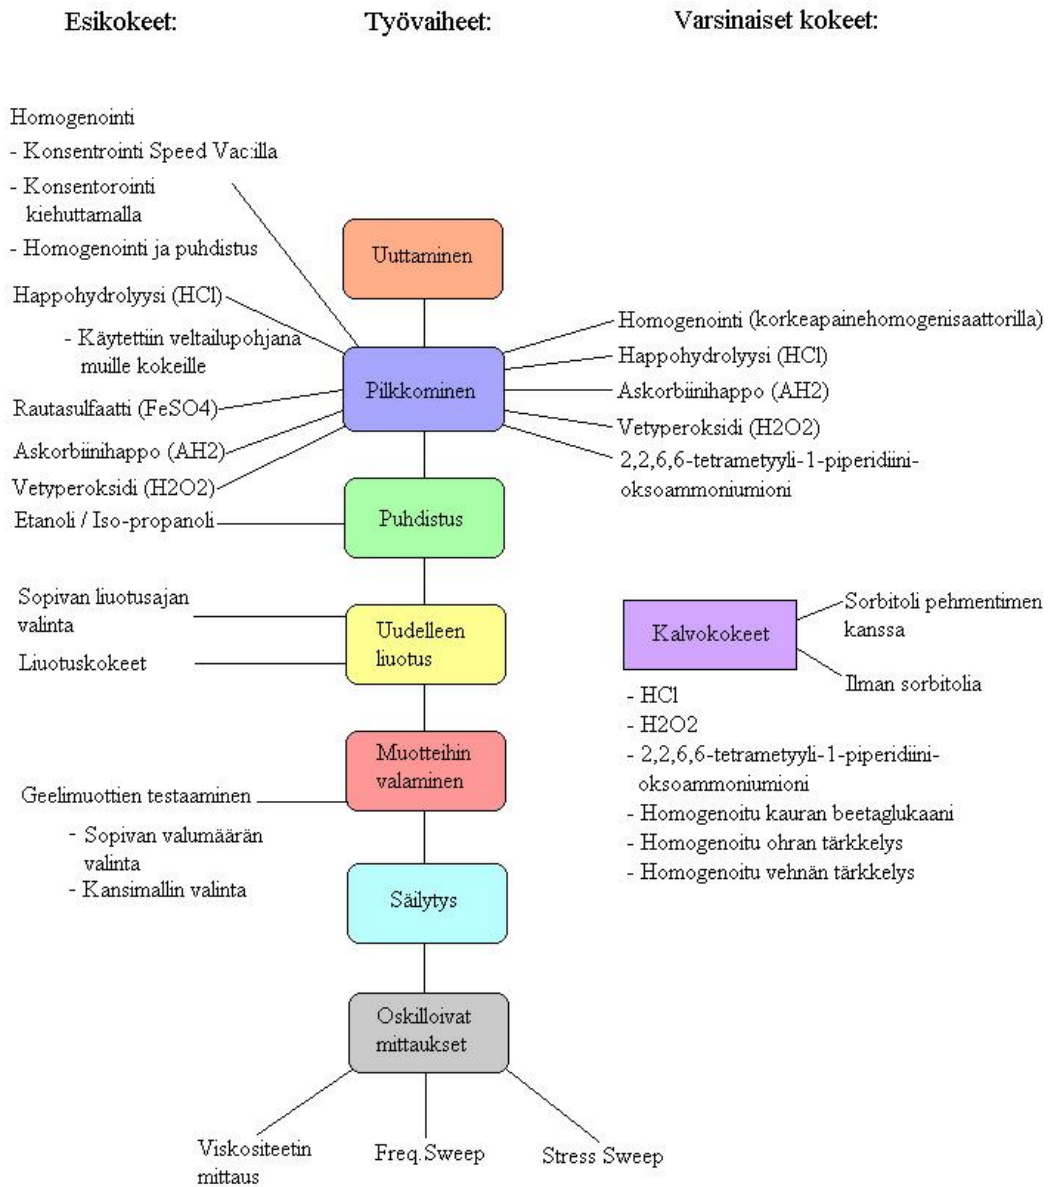 Esikokeet:
Työvaiheet:
Varsinaiset kokeet:
Homogenointi
- Konsentrointi Speed Vac:illa
- Konsentorointi
kiehuttamalla
- Homogenointi ja puhdistus
Happohydrolyysi (HCl)
- Käytettiin veltailupohjana
muille kokeille
Rautasulfaatti (FeSO4)
Askorbiinihappo (AH2)
Vetyperoksidi (H2O2)
Etanoli / Iso-propanoli
Sopivan liuotusajan
valinta
Liuotuskokeet
Geelimuottien testaaminen
- Sopivan valumäärän
valinta
- Kansimallin valinta
Uuttaminen
Pilkkominen
Puhdistus
Uudelleen
liuotus
Muotteihin
valaminen
Säilytys
Oskilloivat
mittaukset
Viskositeetin
mittaus
Freq.Sweep
Stress Sweep
Homogenointi (korkeapainehomogenisaattorilla)
Happohydrolyysi (HCl)
Askorbiinihappo (AH2)
Vetyperoksidi (H2O2)
2,2,6,6-tetrametyyli-1-piperidiini-
oksoammoniumioni
Kalvokokeet
Sorbitoli pehmentimen
kanssa
Ilman sorbitolia
- HCl
- H2O2
- 2,2,6,6-tetrametyyli-1-piperidiini-
oksoammoniumioni
- Homogenoitu kauran beetaglukaani
- Homogenoitu ohran tärkkelys
- Homogenoitu vehnän tärkkelys